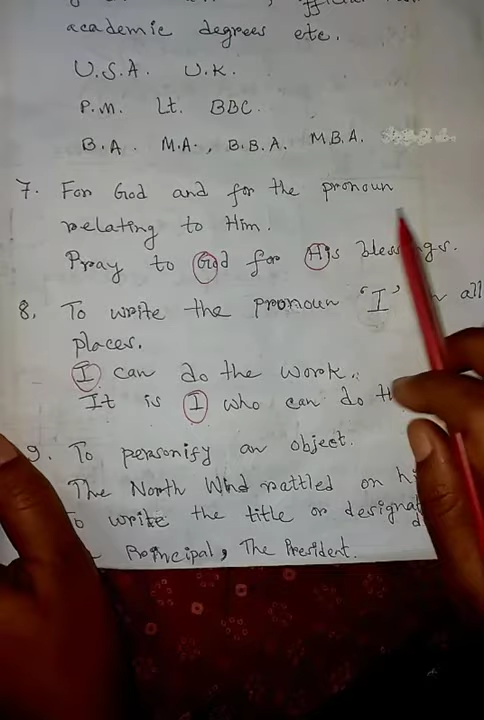 academic degrees etc.
U.S.A. U.K.
P.M. Lt. BBC.
B.A. M.A., B.B.A. M.B.A.
7. For God and for the pronoun
relating to Him.
Pray to God for His blessings.
8. To write the pronoun 'I' in all
places.
I can do the work.
It is I who can do
9. To personify an object.
The North Wind rattled on
To write the title or
Principal, The President.